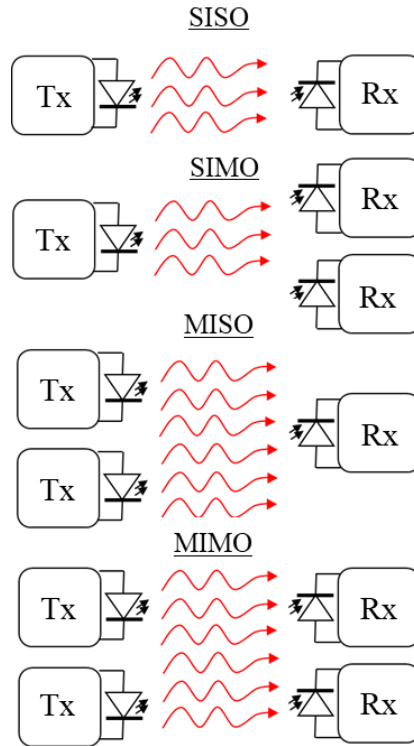 SISO
Tx Rx
SIMO
Tx Rx
Rx
MISO
Tx
Tx Rx
MIMO
Tx Rx
Tx Rx